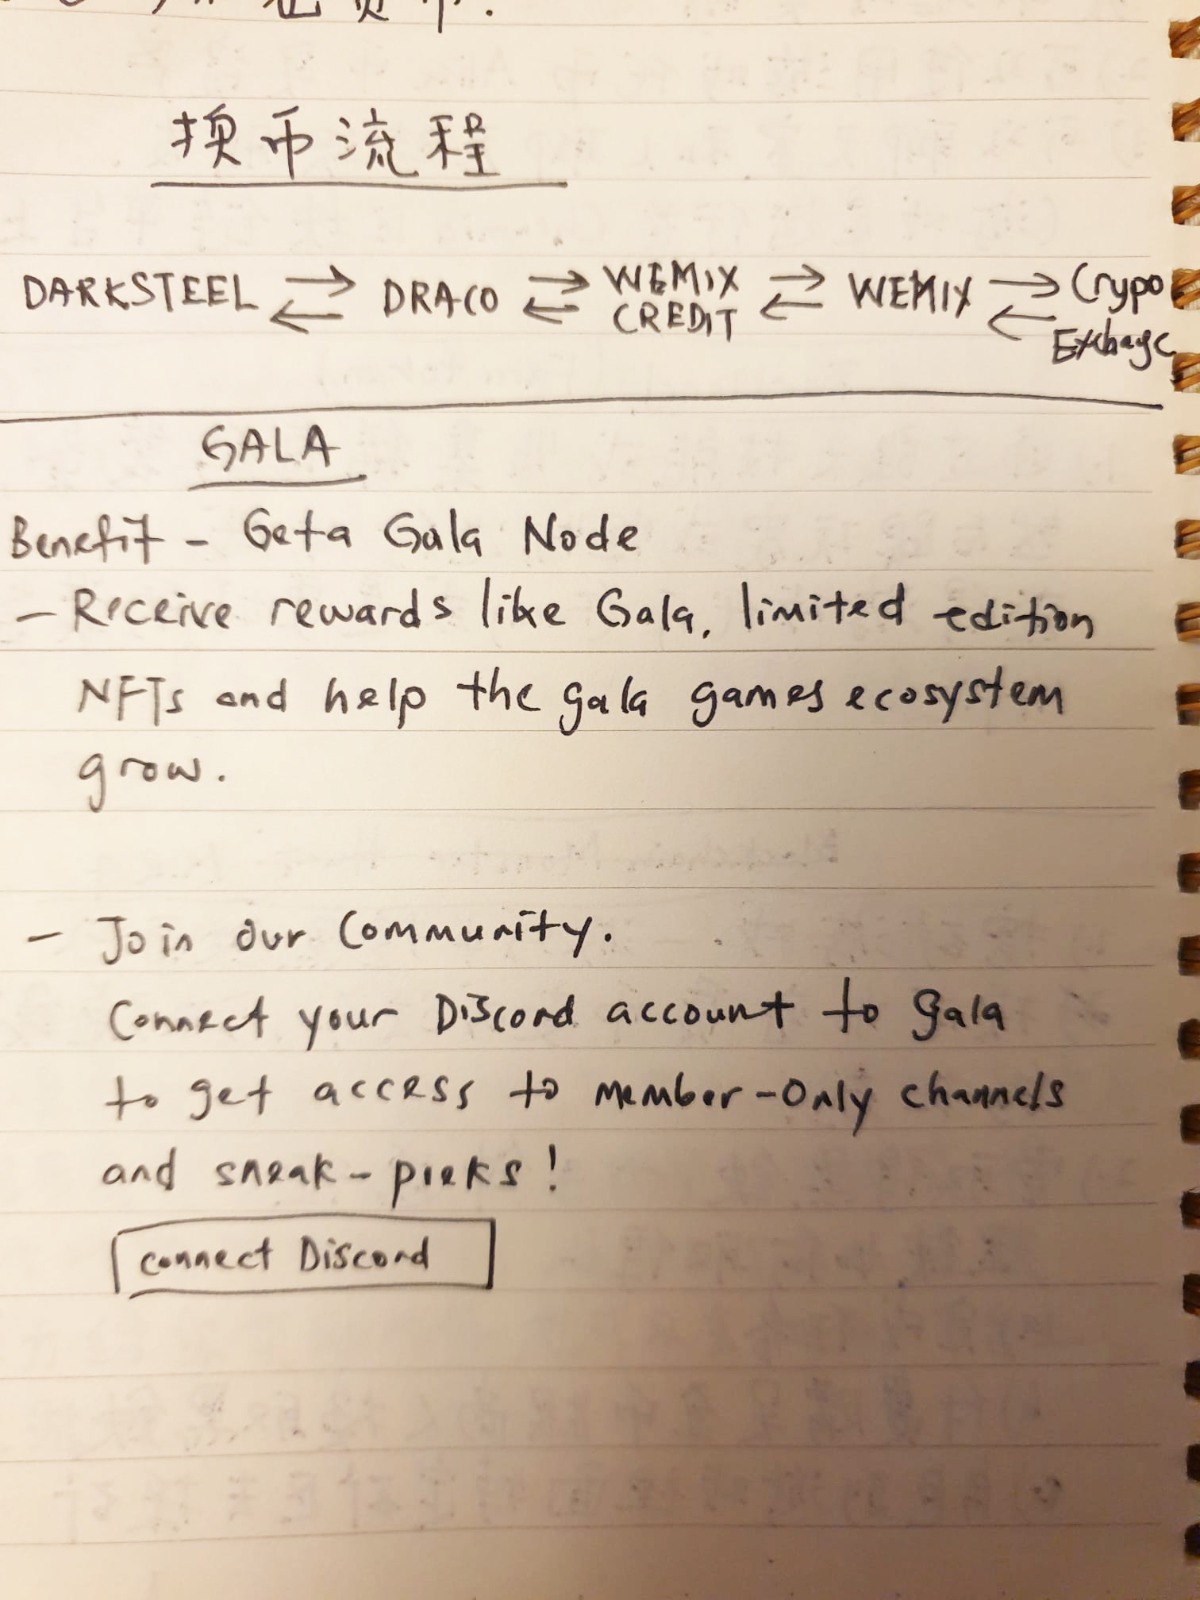 换币流程
DARKSTEEL ⇄ DRACO ⇄ WEMIX CREDIT ⇄ WEMIX ⇄ Crypo Exchage
GALA
Benefit - Get a Gala Node
- Receive rewards like Gala, limited edition
NFTs and help the gala games ecosystem
grow.
- Join our Community.
Connect your Discord account to gala
to get access to member-only channels
and sneak-pieks!
connect Discord